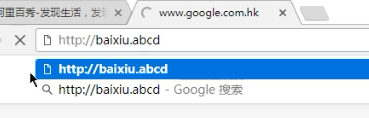 阿里百秀-发现生活，发现 www.google.com.hk
http://baixiu.abcd
http://baixiu.abcd
http://baixiu.abcd - Google 搜索